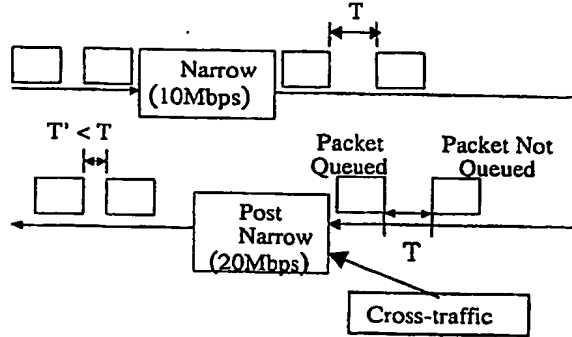 T
Narrow
(10Mbps)
T' < T
Packet
Queued
Packet Not
Queued
Post
Narrow
(20Mbps)
T
Cross-traffic